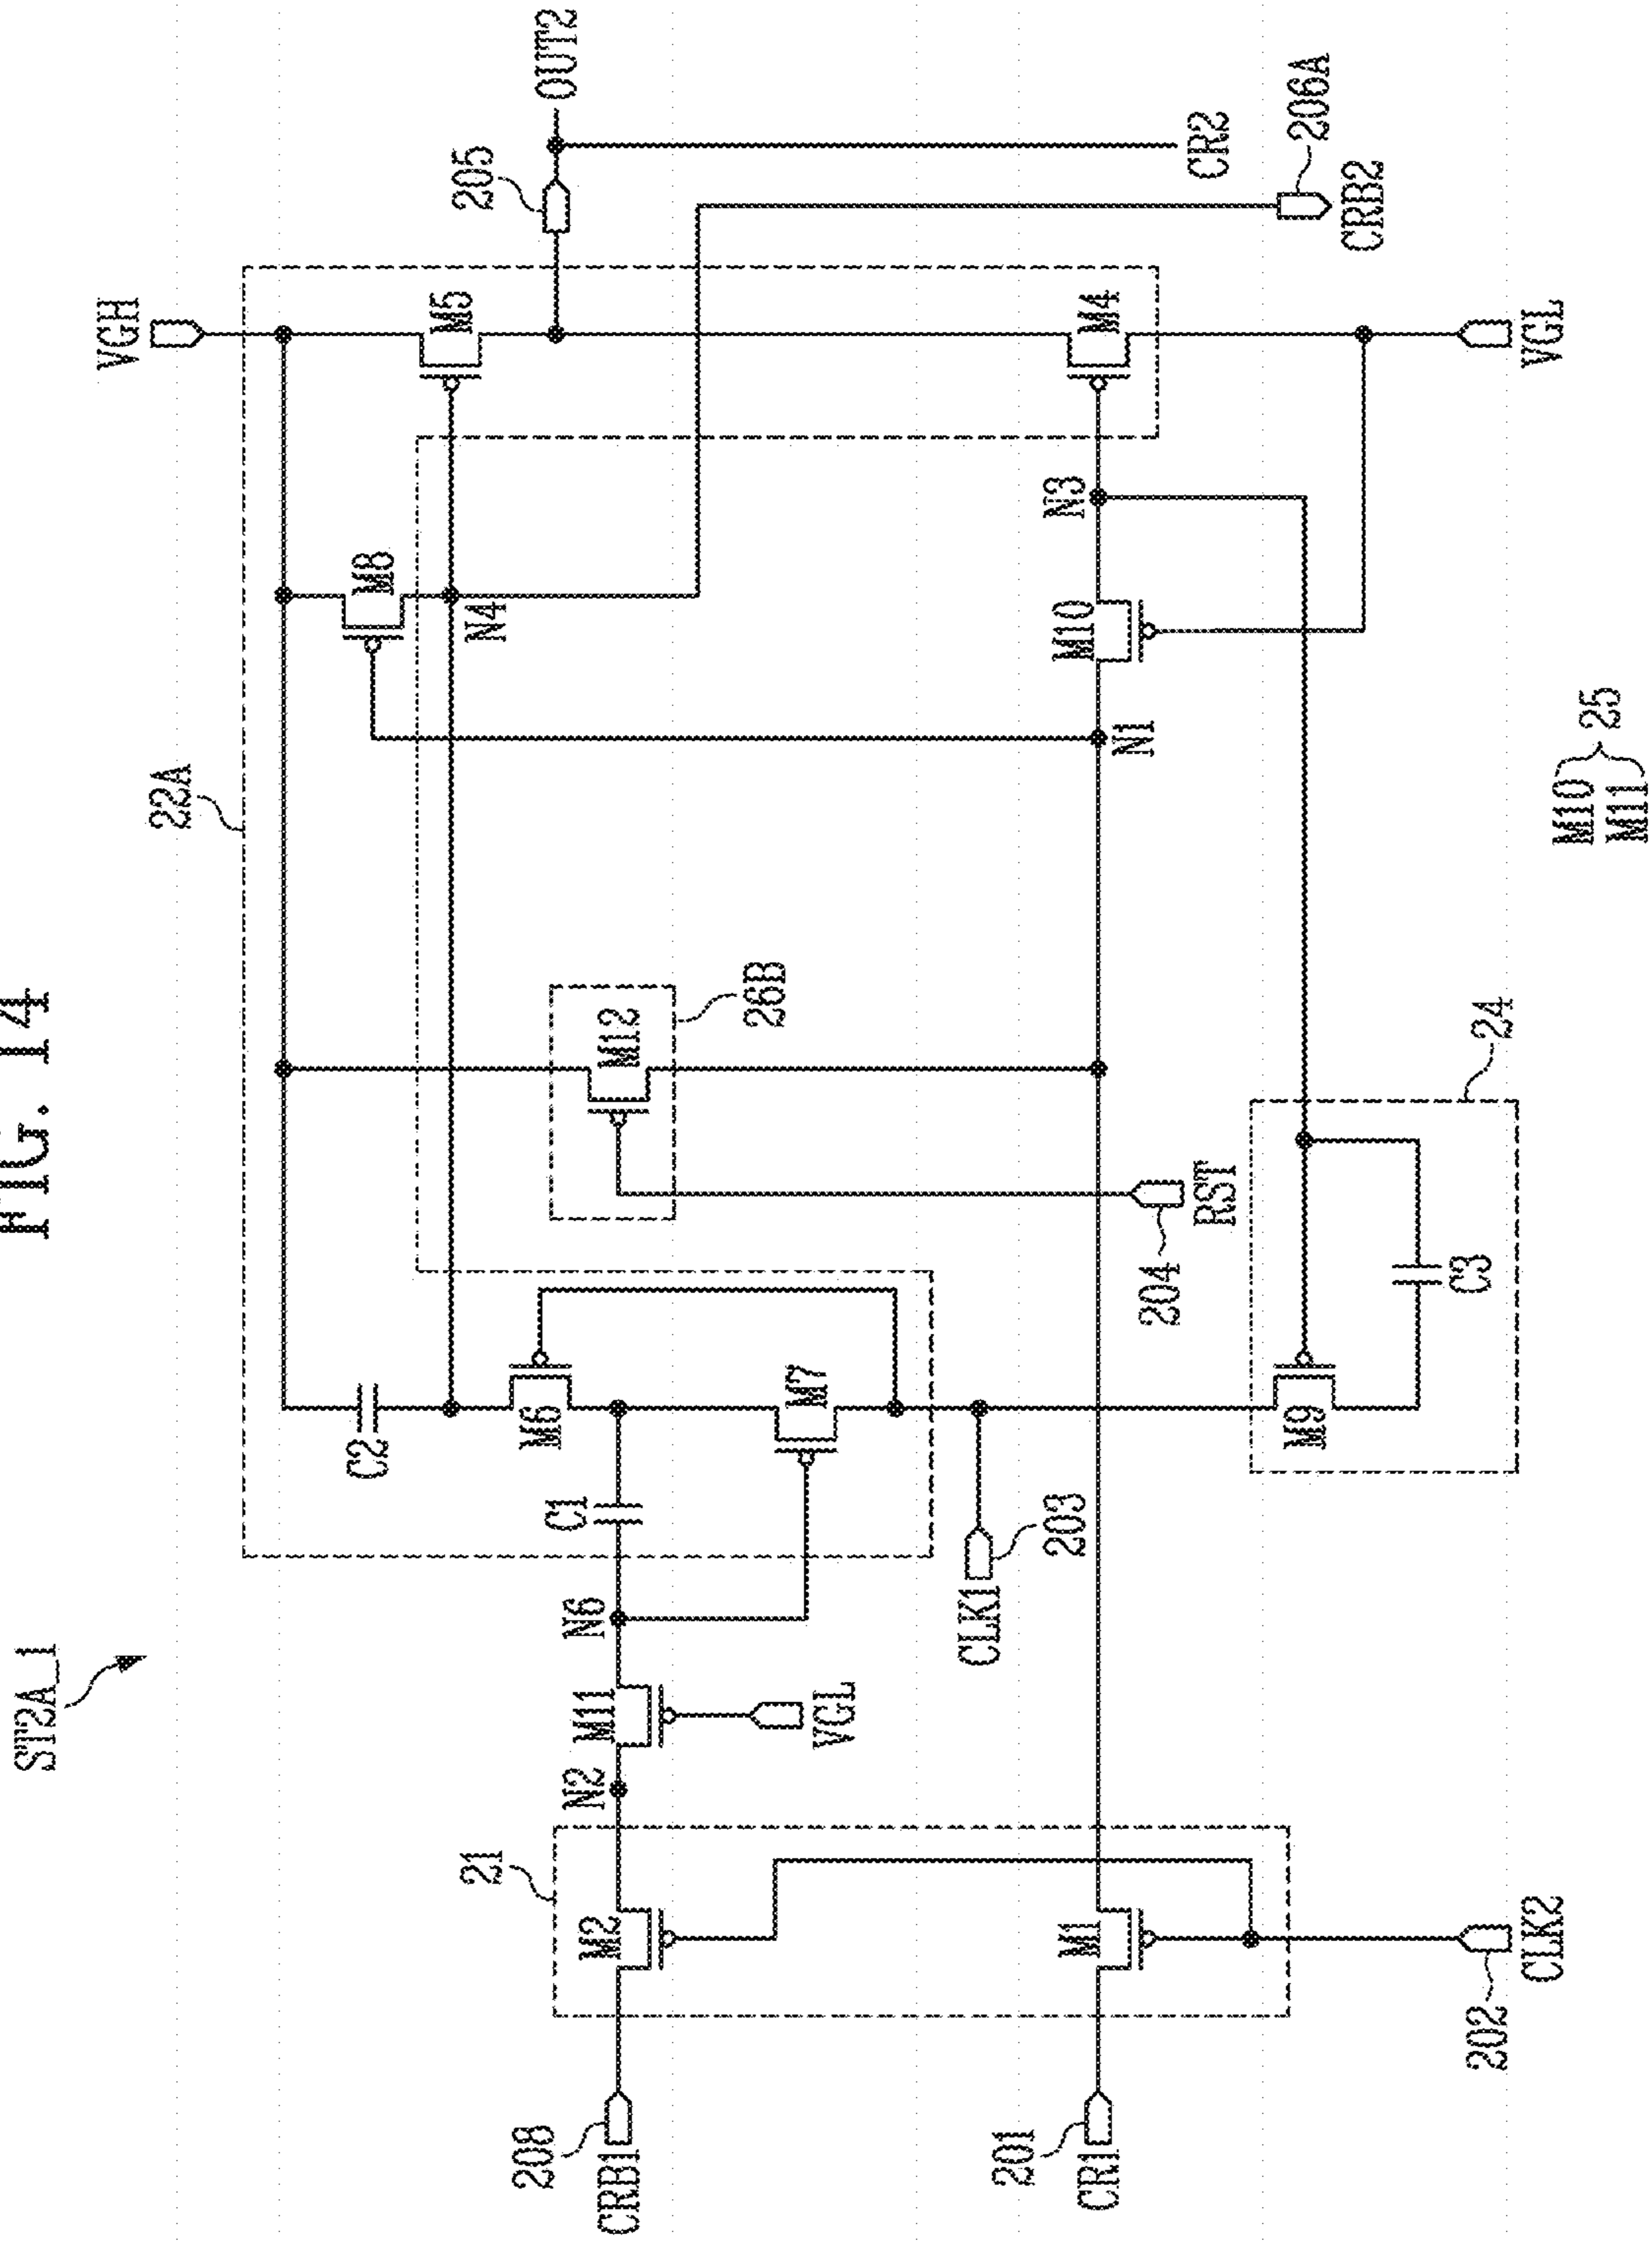 FIG. 14
ST2A_1
22A
VGH
C2
M8
M5
205
OUT2
N4
21
208
CRB1
M2
N2
M11
VGL
N6
C1
M6
M7
M12
26B
CLK1
203
204
RST
N3
M10
N1
M4
CR2
206A
CRB2
201
CR1
M1
M9
C3
24
202
CLK2
VGL
M10
M11
25